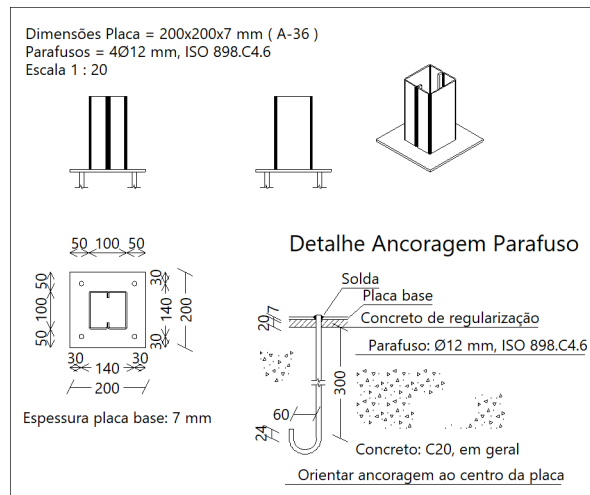 Dimensões Placa = 200x200x7 mm ( A-36 )
Parafusos = 4Ø12 mm, ISO 898.C4.6
Escala 1 : 20
Detalhe Ancoragem Parafuso
50 100 50
50
100
50
30
140
30
200
30 30
140
200
Espessura placa base: 7 mm
Solda
Placa base
Concreto de regularização
Parafuso: Ø12 mm, ISO 898.C4.6
7
20
300
60
24
Concreto: C20, em geral
Orientar ancoragem ao centro da placa